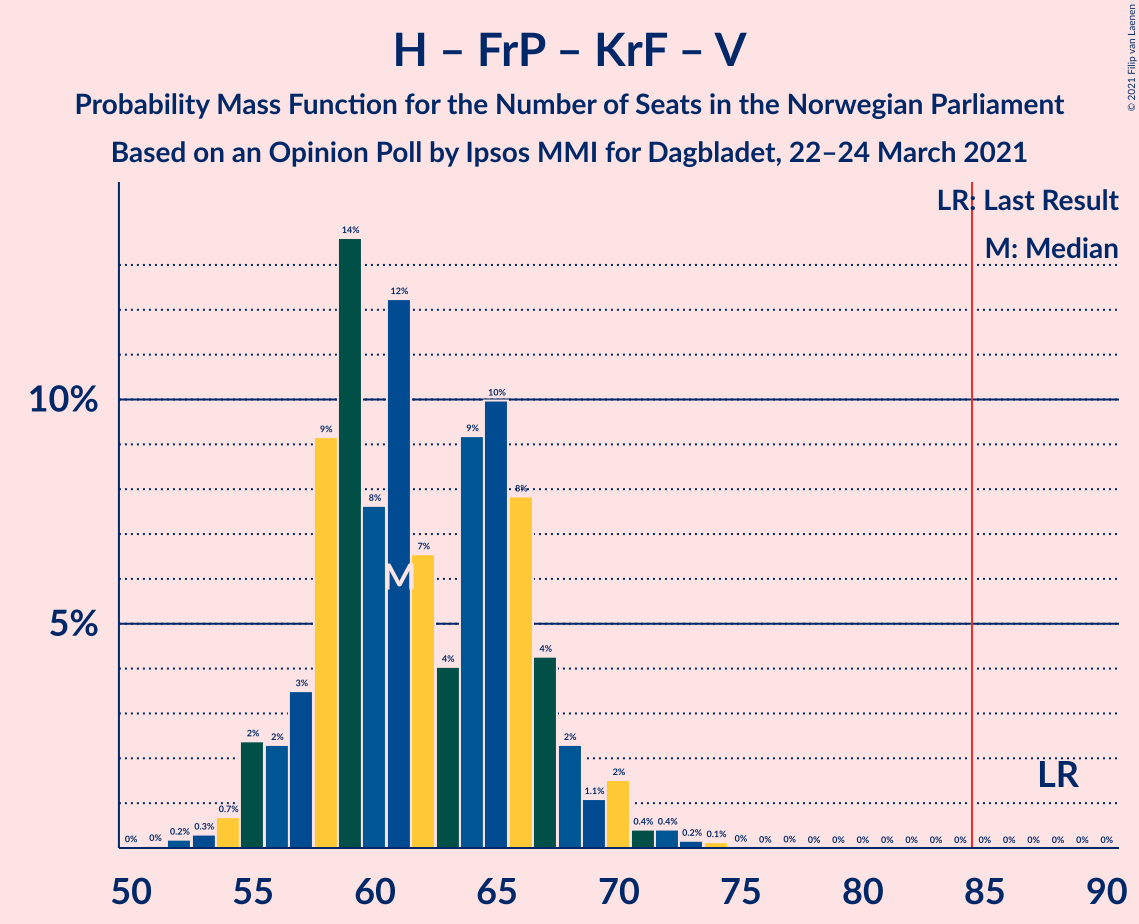 H – FrP – KrF – V
Probability Mass Function for the Number of Seats in the Norwegian Parliament
Based on an Opinion Poll by Ipsos MMI for Dagbladet, 22–24 March 2021
© 2021 Filip van Laenen
LR: Last Result
M: Median
10%
5%
0% 0% 0.2% 0.3% 0.7% 2% 2% 3% 9% 14% 8% 12% 7% 4% 9% 10% 8% 4% 2% 1.1% 2% 0.4% 0.4% 0.2% 0.1% 0% 0% 0% 0% 0% 0% 0% 0% 0% 0% 0% 0% 0% 0% 0% 0%
M
LR
50 55 60 65 70 75 80 85 90